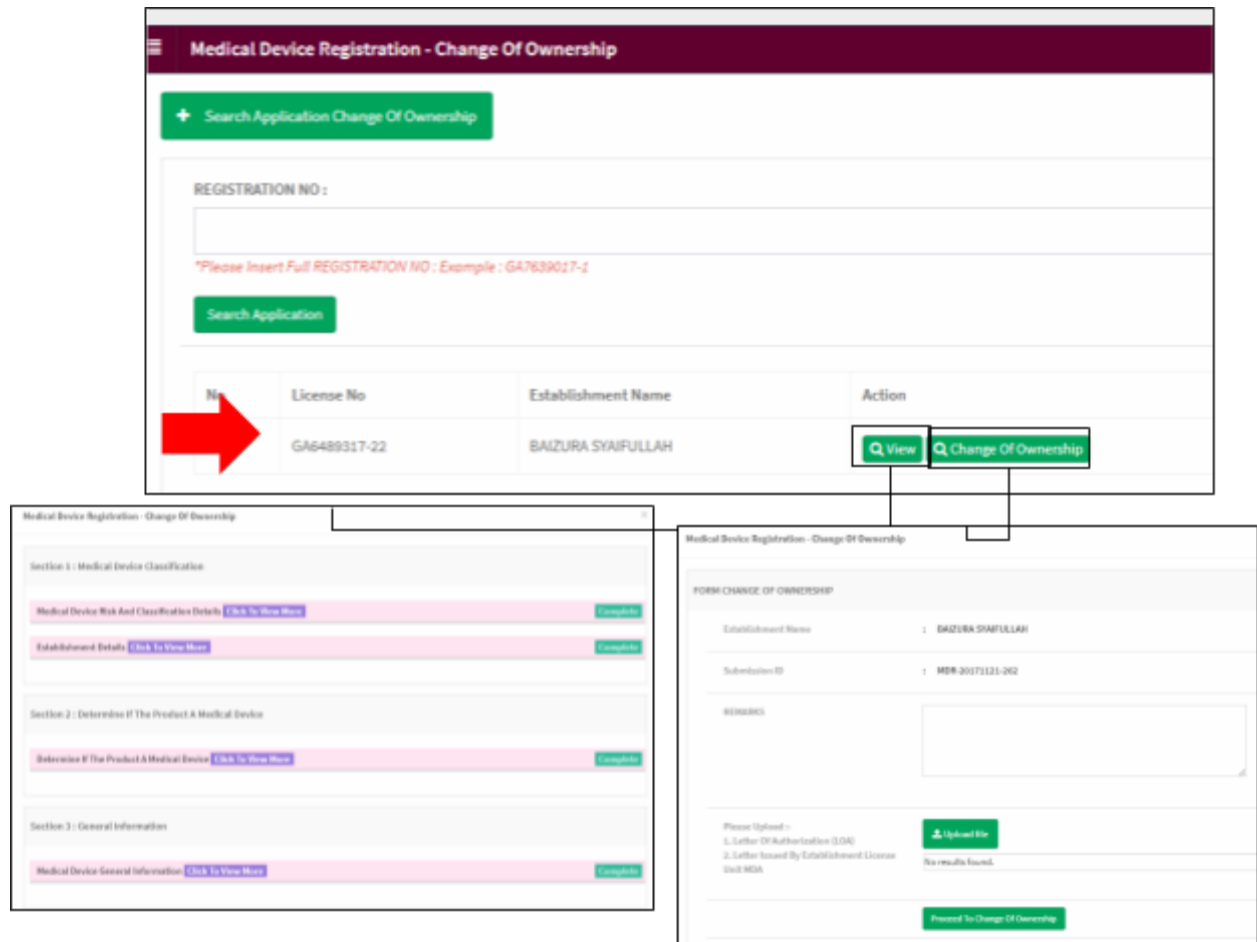 Medical Device Registration - Change Of Ownership
+ Search Application Change Of Ownership
REGISTRATION NO :
*Please Insert Full REGISTRATION NO : Example : GA7639017-1
Search Application
No License No Establishment Name Action
GA6489317-22 BAIZURA SYAIFULLAH View Change Of Ownership
Medical Device Registration - Change Of Ownership ×
Section 1 : Medical Device Classification
Medical Device Risk And Classification Details Click To View More Complete
Establishment Details Click To View More Complete
Section 2 : Determine If The Product A Medical Device
Determine If The Product A Medical Device Click To View More Complete
Section 3 : General Information
Medical Device General Information Click To View More Complete
Medical Device Registration - Change Of Ownership
FORM CHANGE OF OWNERSHIP
Establishment Name : BAIZURA SYAIFULLAH
Submission ID : MDR-20171121-262
REMARKS
Please Upload :-
1. Letter Of Authorization (LOA)
2. Letter Issued By Establishment License
Unit MDA
Upload file
No results found.
Proceed To Change Of Ownership